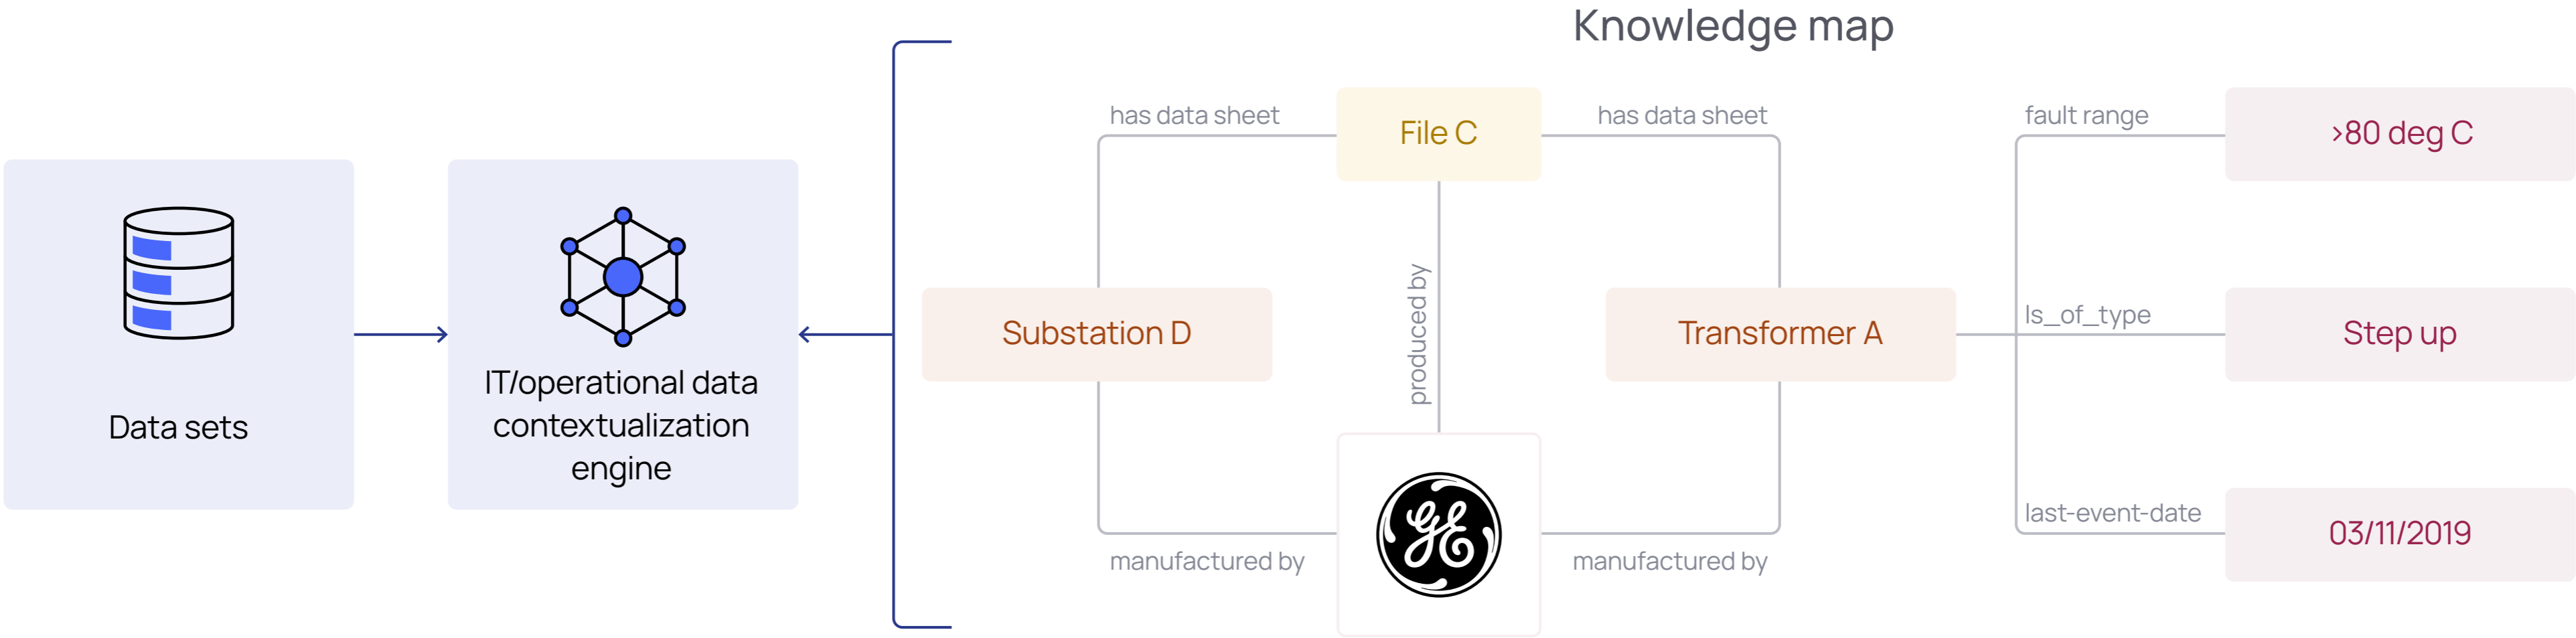 Knowledge map
Data sets
IT/operational data
contextualization
engine
has data sheet
File C
has data sheet
Substation D
produced by
Transformer A
manufactured by
GE
manufactured by
fault range
>80 deg C
Is_of_type
Step up
last-event-date
03/11/2019